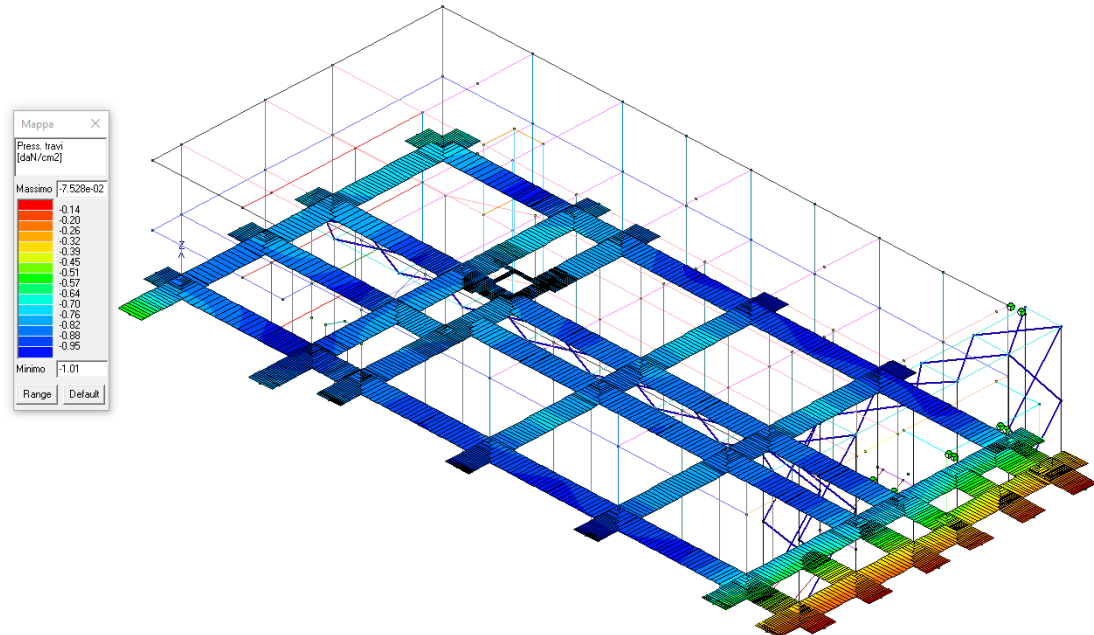 Mappa
Press. travi
[daN/cm2]
Massimo -7.528e-02
-0.14
-0.20
-0.26
-0.32
-0.39
-0.45
-0.51
-0.57
-0.64
-0.70
-0.76
-0.82
-0.88
-0.95
Minimo -1.01
Range Default
Z